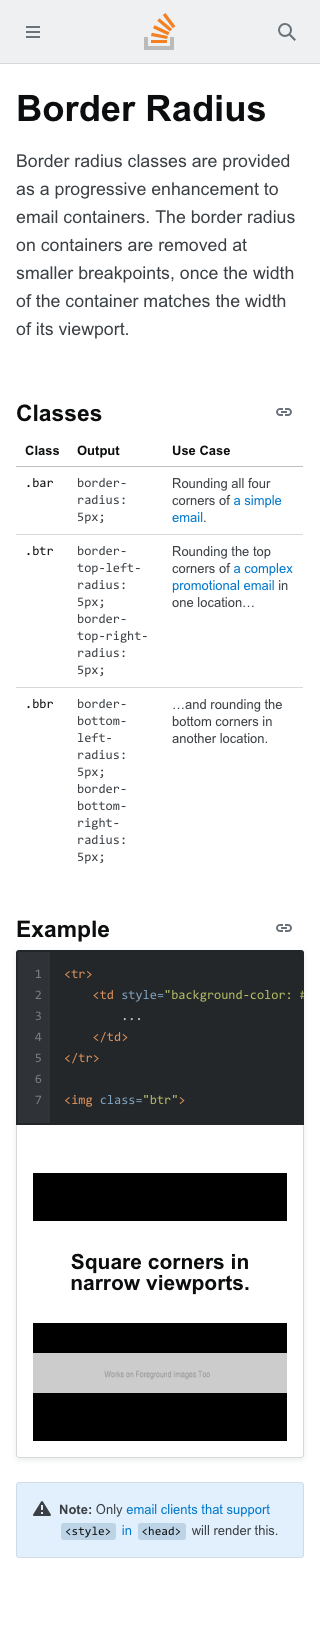 Border Radius
Border radius classes are provided
as a progressive enhancement to
email containers. The border radius
on containers are removed at
smaller breakpoints, once the width
of the container matches the width
of its viewport.
Classes
Class Output Use Case
.bar border-radius: 5px; Rounding all four corners of a simple email.
.btr border-top-left-radius: 5px; border-top-right-radius: 5px; Rounding the top corners of a complex promotional email in one location…
.bbr border-bottom-left-radius: 5px; border-bottom-right-radius: 5px; …and rounding the bottom corners in another location.
Example
1 <tr>
2 <td style="background-color: #
3 ...
4 </td>
5 </tr>
6
7 <img class="btr">
Square corners in
narrow viewports.
Works on Foreground Images Too
Note: Only email clients that support
<style> in <head> will render this.